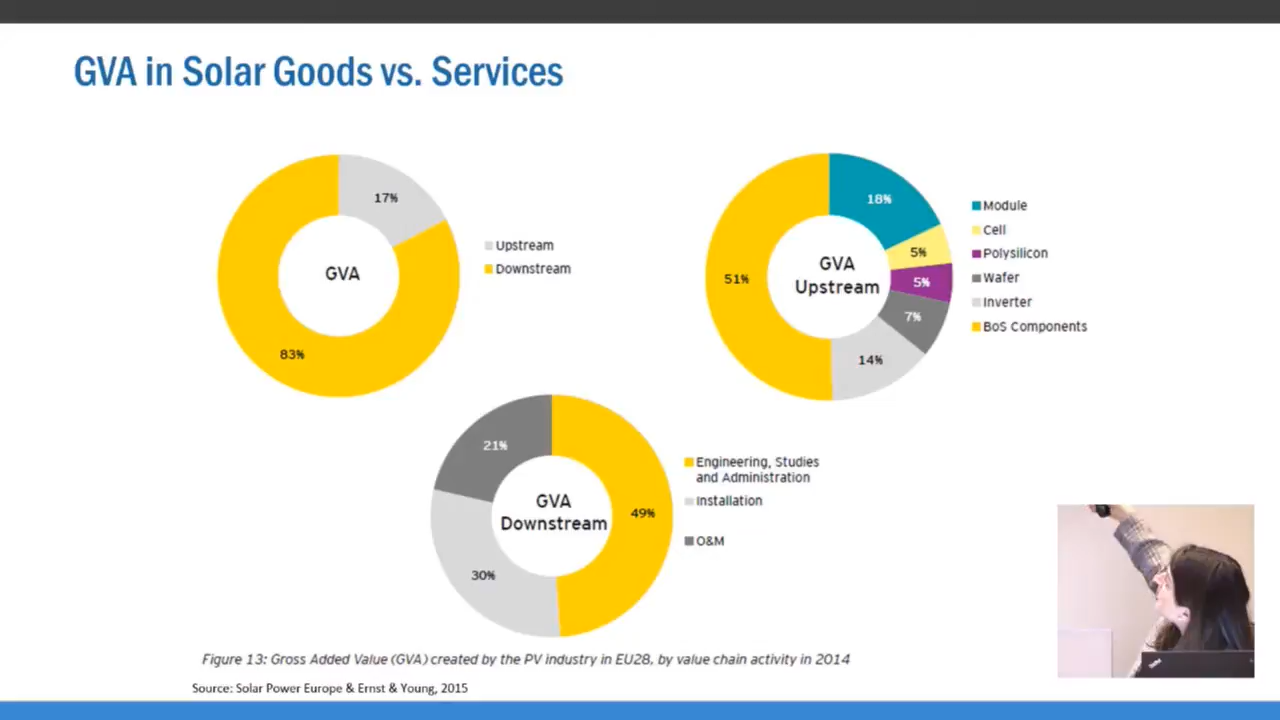 GVA in Solar Goods vs. Services
17%
GVA
83%
Upstream
Downstream
18%
5%
5%
7%
14%
51%
GVA
Upstream
Module
Cell
Polysilicon
Wafer
Inverter
BoS Components
21%
GVA
Downstream
49%
30%
Engineering, Studies
and Administration
Installation
O&M
Figure 13: Gross Added Value (GVA) created by the PV industry in EU28, by value chain activity in 2014
Source: Solar Power Europe & Ernst & Young, 2015